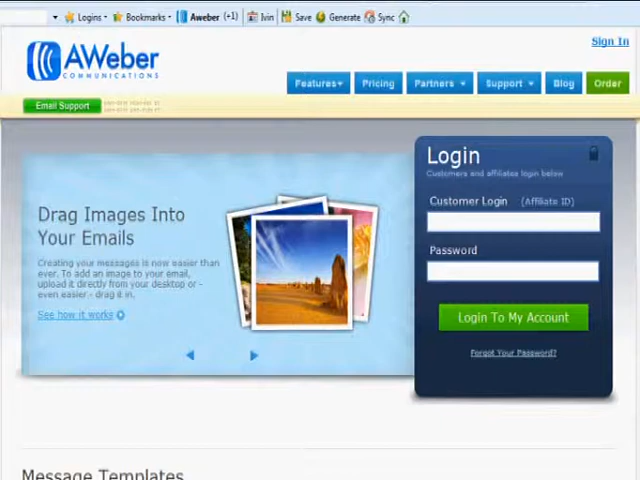 Logins Bookmarks Aweber (+1) Ivin Save Generate Sync
Sign In
AWeber
COMMUNICATIONS
Features Pricing Partners Support Blog Order
Email Support
Login
Customers and affiliates login below
Customer Login (Affiliate ID)
Password
Login To My Account
Forgot Your Password?
Drag Images Into
Your Emails
Creating your messages is now easier than
ever. To add an image to your email,
upload it directly from your desktop or -
even easier - drag it in.
See how it works
Message Templates